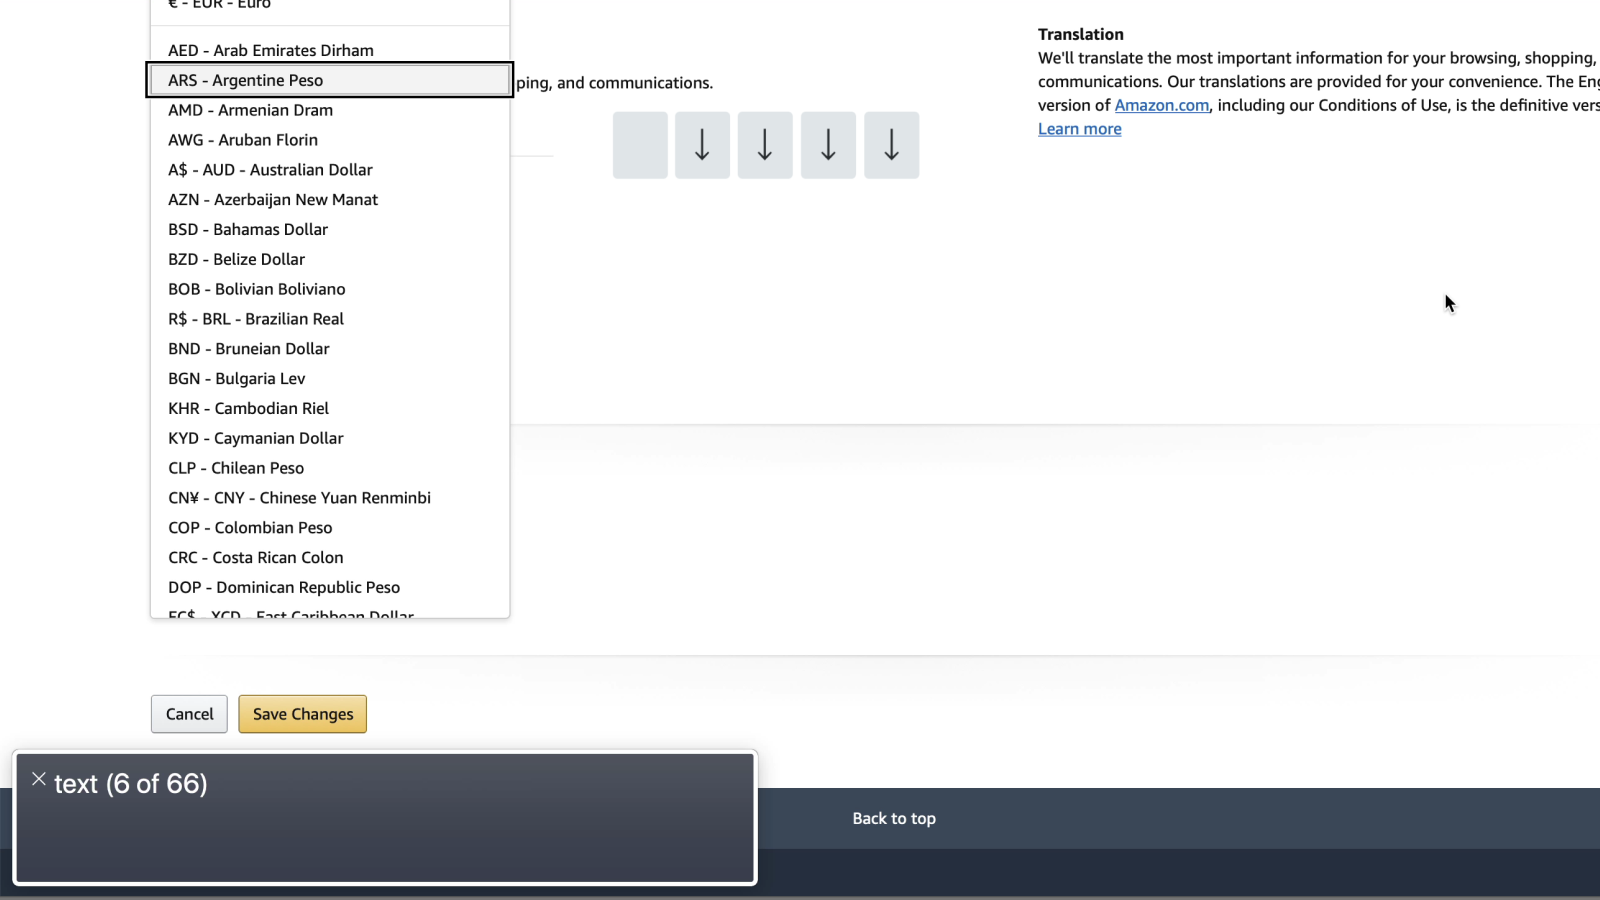 € - EUR - Euro
AED - Arab Emirates Dirham
ARS - Argentine Peso
AMD - Armenian Dram
AWG - Aruban Florin
A$ - AUD - Australian Dollar
AZN - Azerbaijan New Manat
BSD - Bahamas Dollar
BZD - Belize Dollar
BOB - Bolivian Boliviano
R$ - BRL - Brazilian Real
BND - Bruneian Dollar
BGN - Bulgaria Lev
KHR - Cambodian Riel
KYD - Caymanian Dollar
CLP - Chilean Peso
CN¥ - CNY - Chinese Yuan Renminbi
COP - Colombian Peso
CRC - Costa Rican Colon
DOP - Dominican Republic Peso
EC$ - XCD - East Caribbean Dollar
ping, and communications.
↓ ↓ ↓ ↓
Translation
We'll translate the most important information for your browsing, shopping,
communications. Our translations are provided for your convenience. The Eng
version of Amazon.com, including our Conditions of Use, is the definitive vers
Learn more
Cancel Save Changes
× text (6 of 66)
Back to top